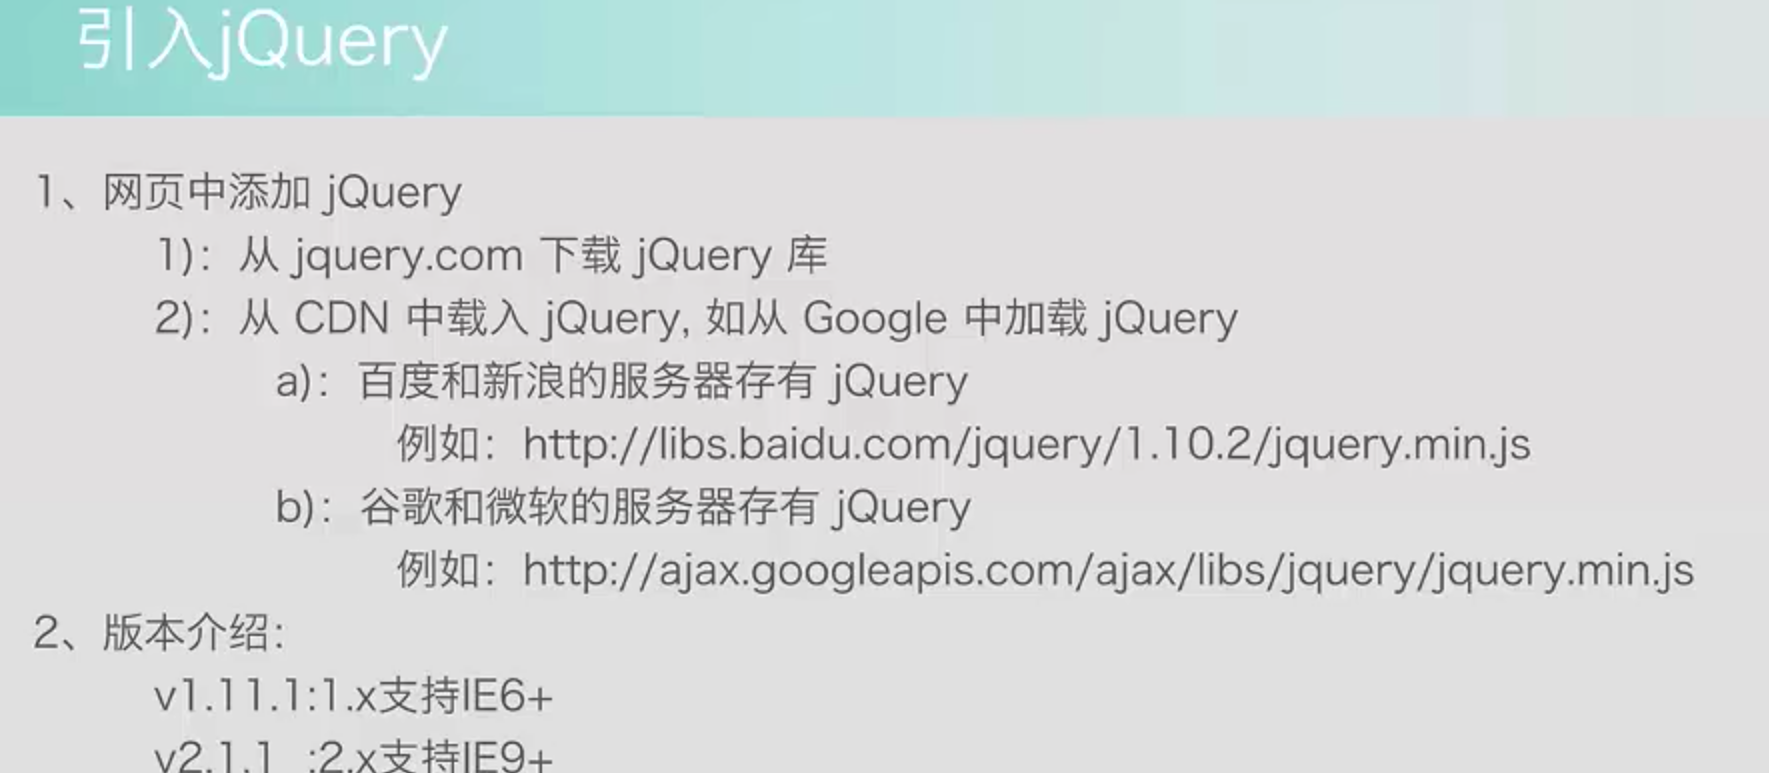 引入jQuery
1、网页中添加 jQuery
1)：从 jquery.com 下载 jQuery 库
2)：从 CDN 中载入 jQuery, 如从 Google 中加载 jQuery
a)：百度和新浪的服务器存有 jQuery
例如：http://libs.baidu.com/jquery/1.10.2/jquery.min.js
b)：谷歌和微软的服务器存有 jQuery
例如：http://ajax.googleapis.com/ajax/libs/jquery/jquery.min.js
2、版本介绍：
v1.11.1:1.x支持IE6+
v2.1.1 :2.x支持IE9+